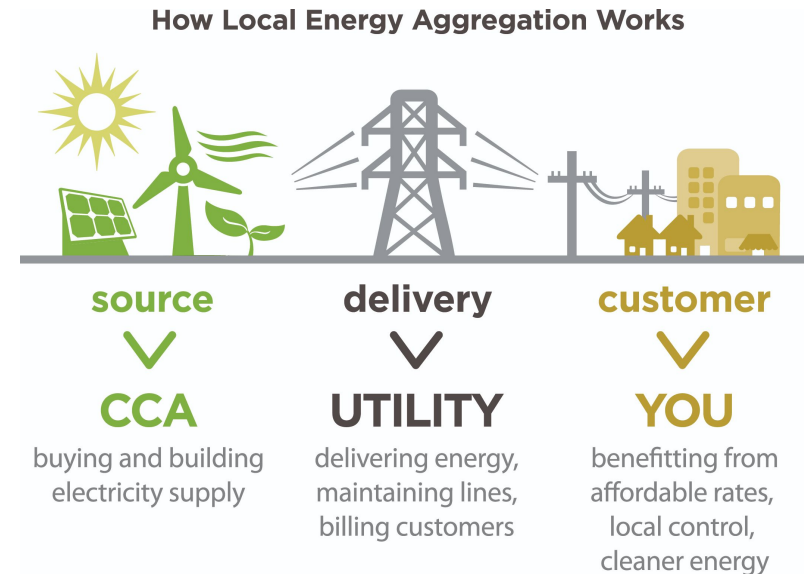 How Local Energy Aggregation Works
source
CCA
buying and building
electricity supply
delivery
UTILITY
delivering energy,
maintaining lines,
billing customers
customer
YOU
benefitting from
affordable rates,
local control,
cleaner energy